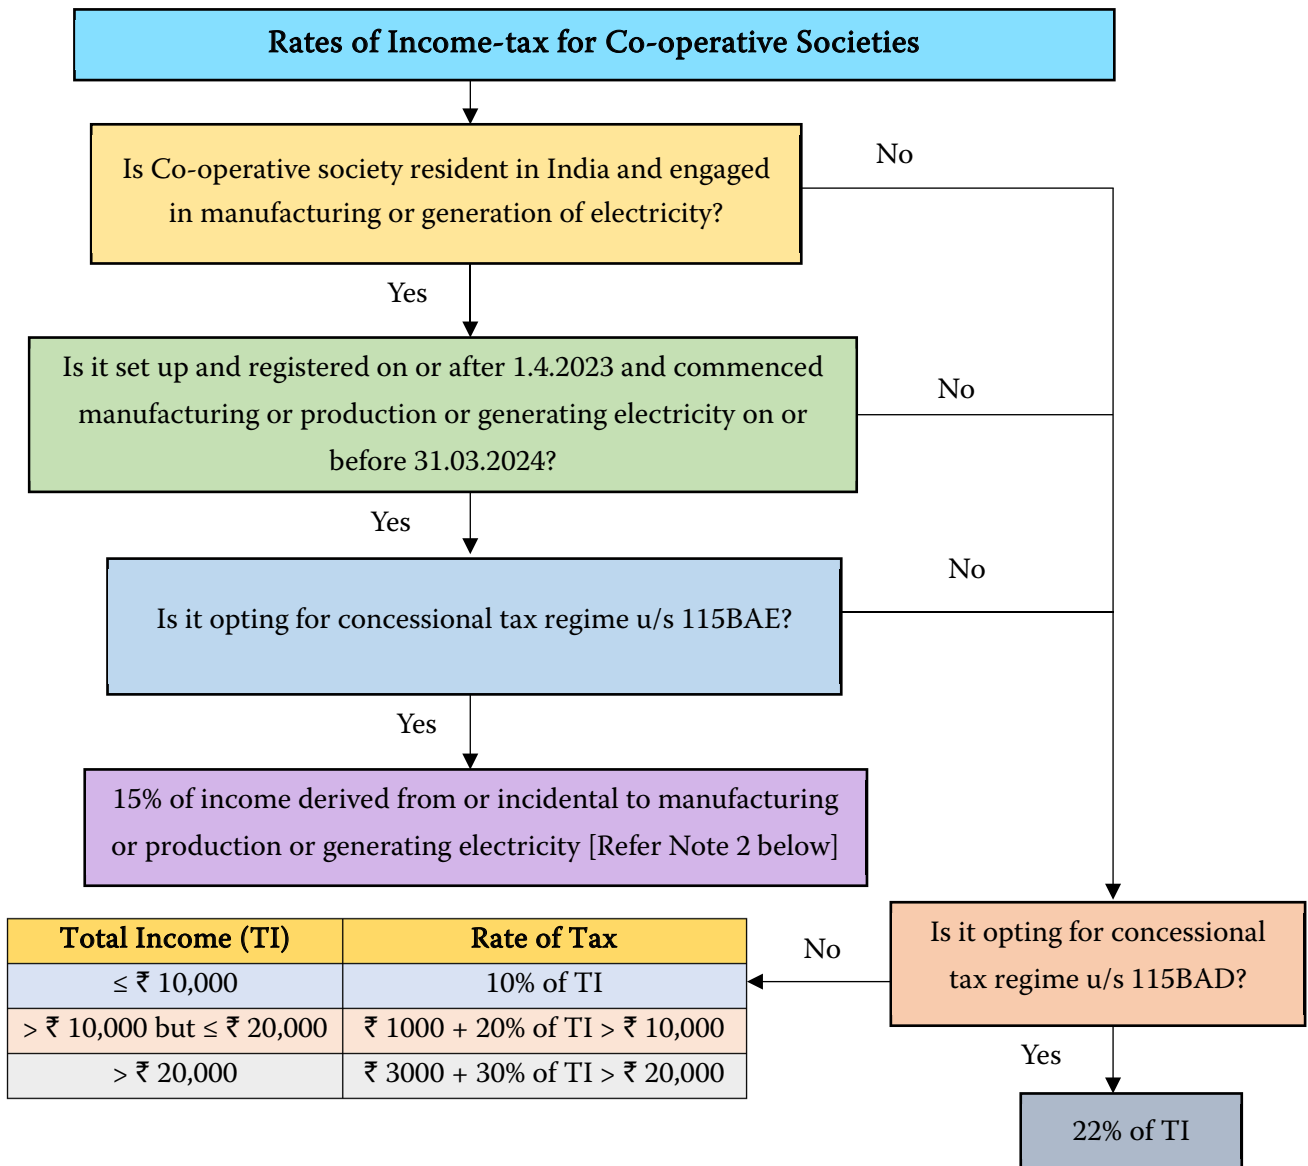 Rates of Income-tax for Co-operative Societies
Is Co-operative society resident in India and engaged
in manufacturing or generation of electricity?
No
Yes
Is it set up and registered on or after 1.4.2023 and commenced
manufacturing or production or generating electricity on or
before 31.03.2024?
No
Yes
Is it opting for concessional tax regime u/s 115BAE?
No
Yes
15% of income derived from or incidental to manufacturing
or production or generating electricity [Refer Note 2 below]
Is it opting for concessional
tax regime u/s 115BAD?
No
Total Income (TI) Rate of Tax
≤ ₹ 10,000 10% of TI
> ₹ 10,000 but ≤ ₹ 20,000 ₹ 1000 + 20% of TI > ₹ 10,000
> ₹ 20,000 ₹ 3000 + 30% of TI > ₹ 20,000
Yes
22% of TI